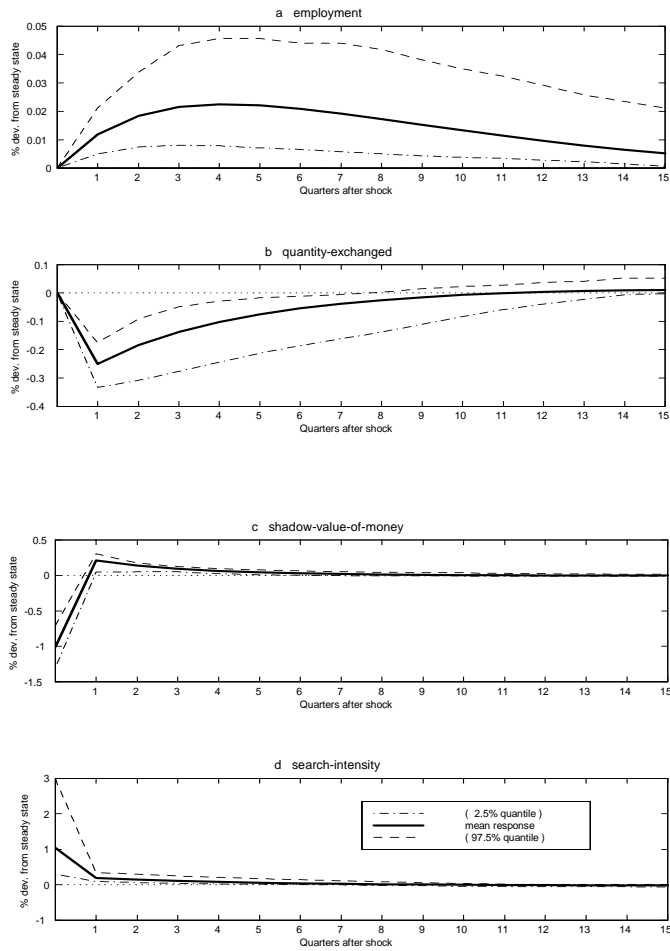 a employment
% dev. from steady state
0.05
0.04
0.03
0.02
0.01
0
1 2 3 4 5 6 7 8 9 10 11 12 13 14 15
Quarters after shock
b quantity-exchanged
% dev. from steady state
0.1
0
-0.1
-0.2
-0.3
-0.4
1 2 3 4 5 6 7 8 9 10 11 12 13 14 15
Quarters after shock
c shadow-value-of-money
% dev. from steady state
0.5
0
-0.5
-1
-1.5
1 2 3 4 5 6 7 8 9 10 11 12 13 14 15
Quarters after shock
d search-intensity
% dev. from steady state
3
2
1
0
-1
( 2.5% quantile )
mean response
( 97.5% quantile )
1 2 3 4 5 6 7 8 9 10 11 12 13 14 15
Quarters after shock